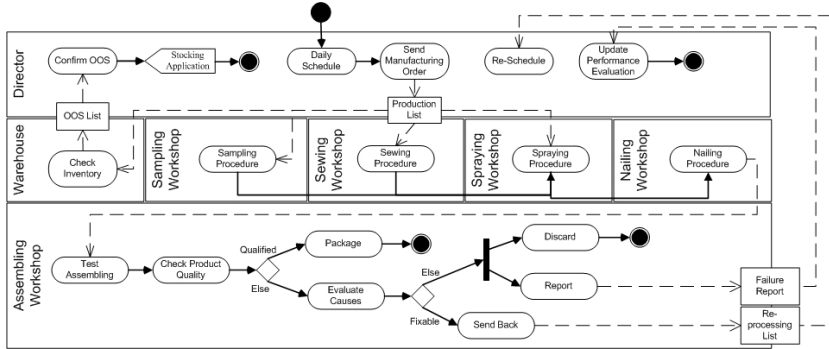 Director
Confirm OOS
Stocking
Application
Daily
Schedule
Send
Manufacturing
Order
Re-Schedule
Update
Performance
Evaluation
OOS List
Production
List
Warehouse
Check
Inventory
Sampling
Workshop
Sampling
Procedure
Sewing
Workshop
Sewing
Procedure
Spraying
Workshop
Spraying
Procedure
Nailing
Workshop
Nailing
Procedure
Assembling
Workshop
Test
Assembling
Check Product
Quality
Qualified
Package
Else
Evaluate
Causes
Else
Discard
Report
Fixable
Send Back
Failure
Report
Re-
processing
List